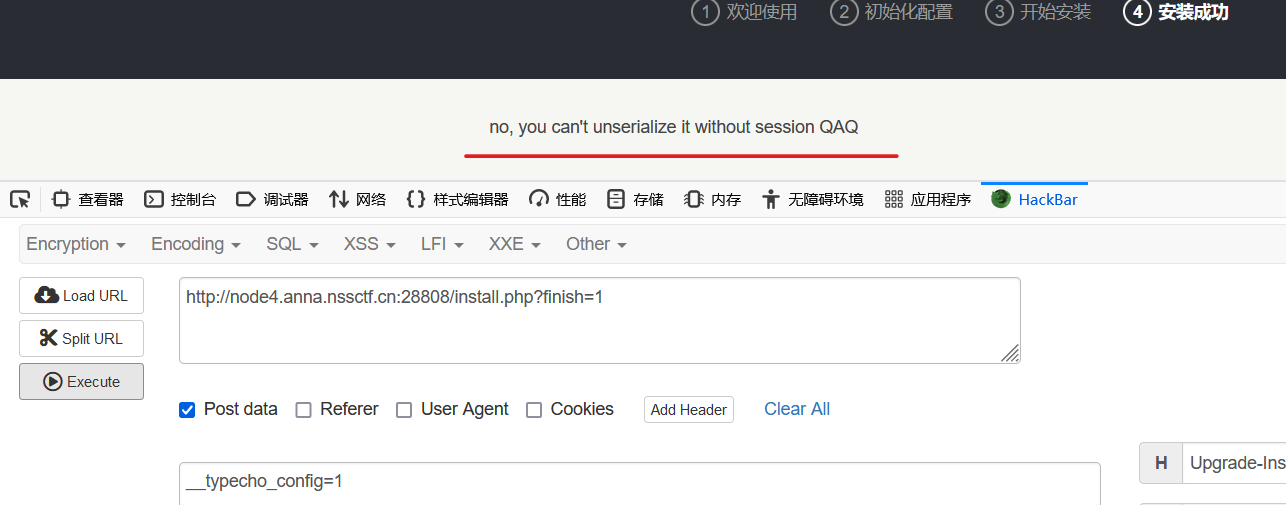 1 欢迎使用 2 初始化配置 3 开始安装 4 安装成功
no, you can't unserialize it without session QAQ
查看器 控制台 调试器 网络 样式编辑器 性能 存储 内存 无障碍环境 应用程序 HackBar
Encryption Encoding SQL XSS LFI XXE Other
Load URL http://node4.anna.nssctf.cn:28808/install.php?finish=1
Split URL
Execute
Post data Referer User Agent Cookies Add Header Clear All
__typecho_config=1 H Upgrade-Ins